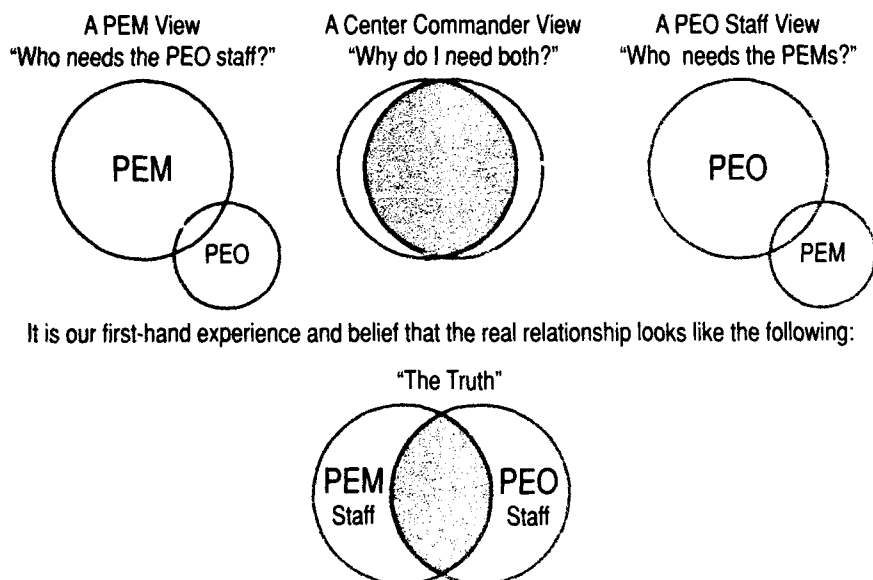 A PEM View
"Who needs the PEO staff?"
A Center Commander View
"Why do I need both?"
A PEO Staff View
"Who needs the PEMs?"
PEM
PEO
PEO
PEM
It is our first-hand experience and belief that the real relationship looks like the following:
"The Truth"
PEM
Staff
PEO
Staff